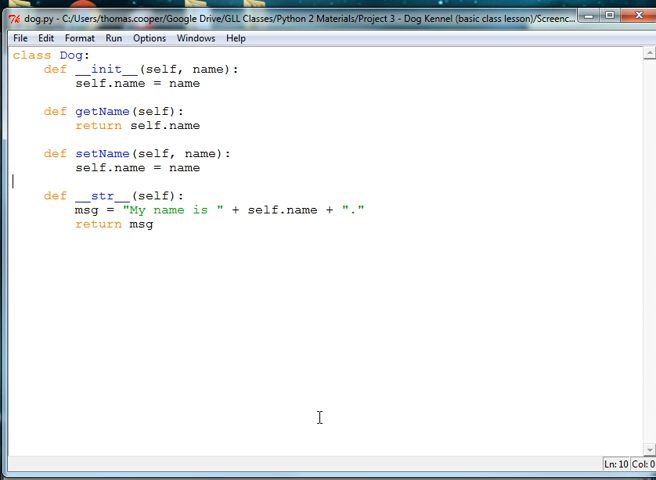 dog.py - C:/Users/thomas.cooper/Google Drive/GLL Classes/Python 2 Materials/Project 3 - Dog Kennel (basic class lesson)/Screenc...
File Edit Format Run Options Windows Help
class Dog:
    def __init__(self, name):
        self.name = name

    def getName(self):
        return self.name

    def setName(self, name):
        self.name = name

    def __str__(self):
        msg = "My name is " + self.name + "."
        return msg
Ln: 10 Col: 0